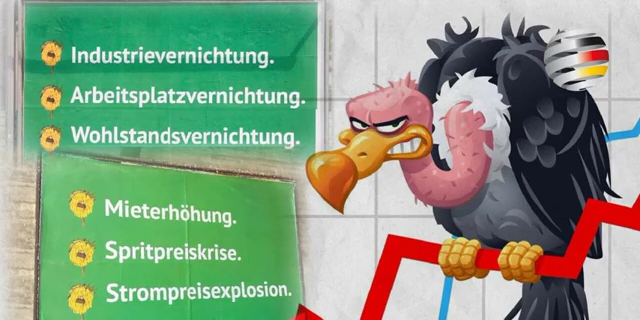 Industrievernichtung.
Arbeitsplatzvernichtung.
Wohlstandsvernichtung.
Mieterhöhung.
Spritpreiskrise.
Strompreisexplosion.